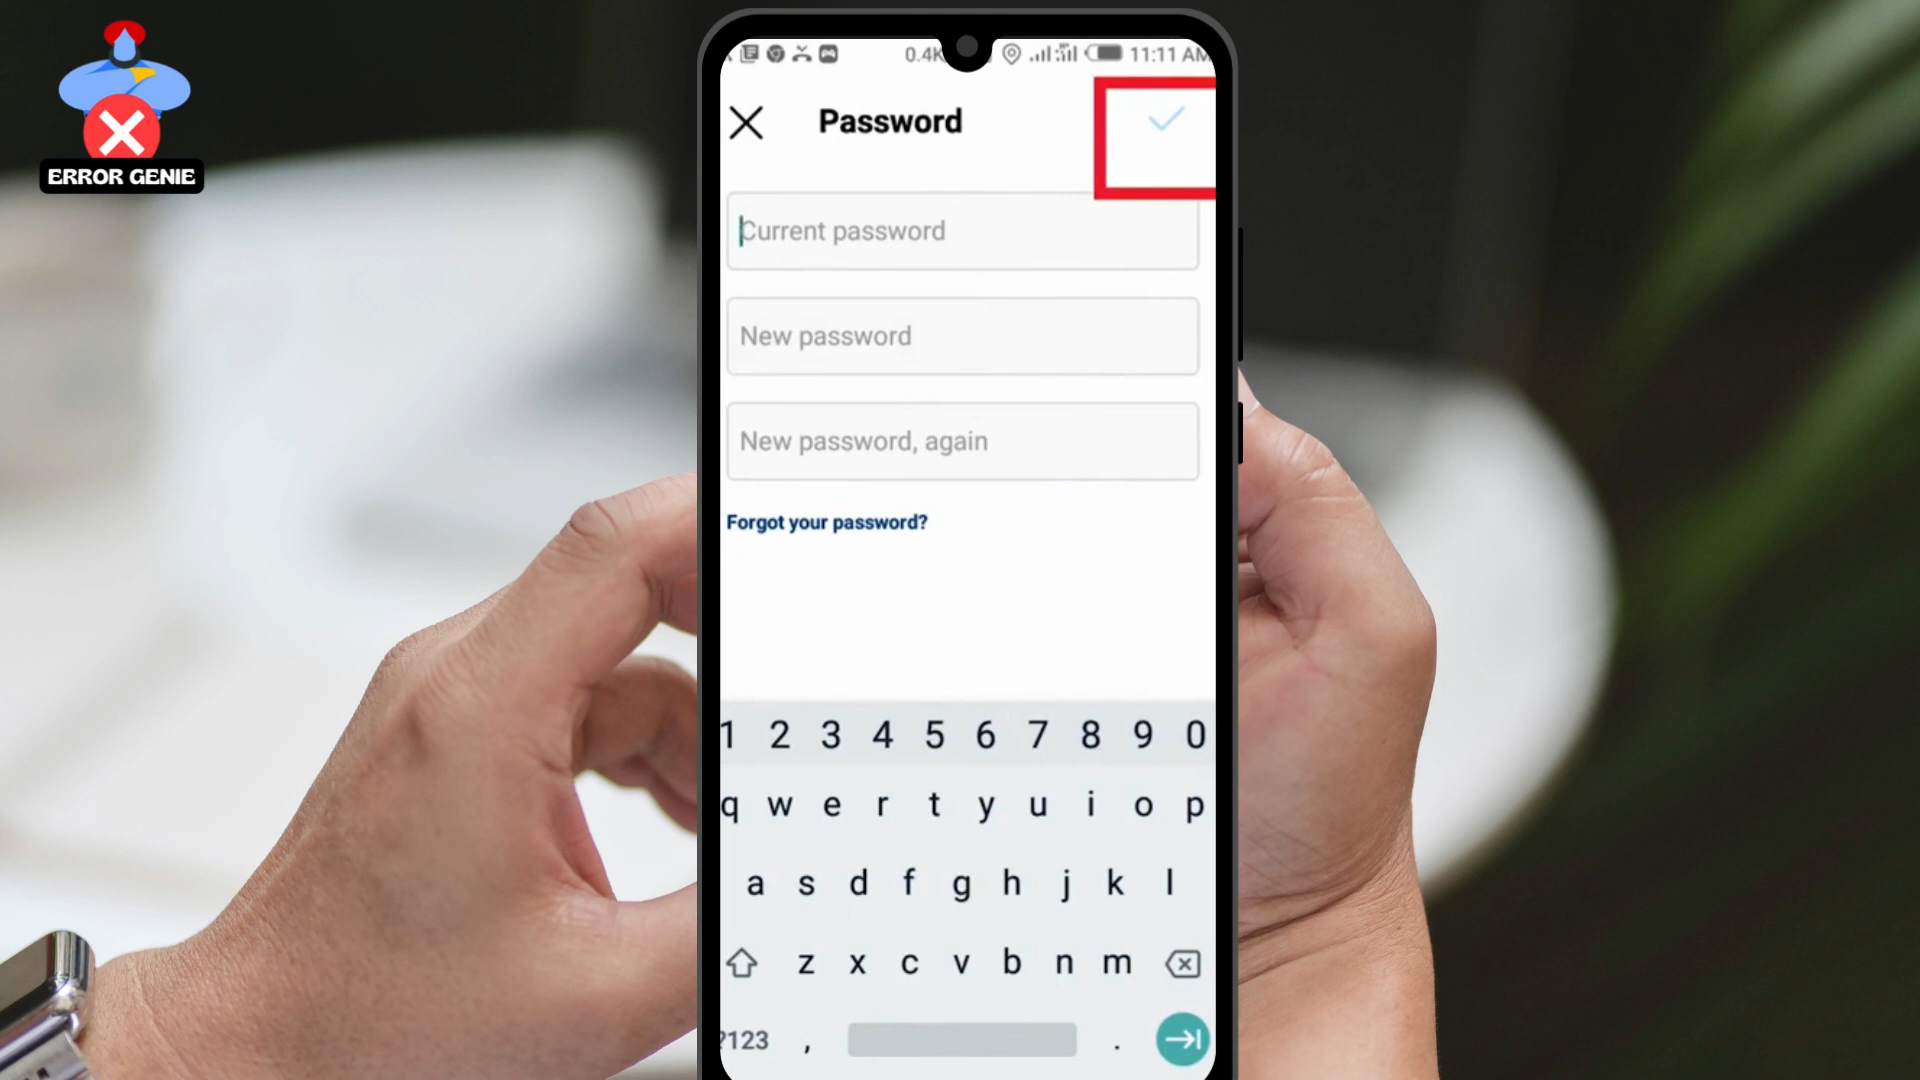 ERROR GENIE
0.4K
11:11 AM
Password
Current password
New password
New password, again
Forgot your password?
1 2 3 4 5 6 7 8 9 0
q w e r t y u i o p
a s d f g h j k l
z x c v b n m
?123 , .